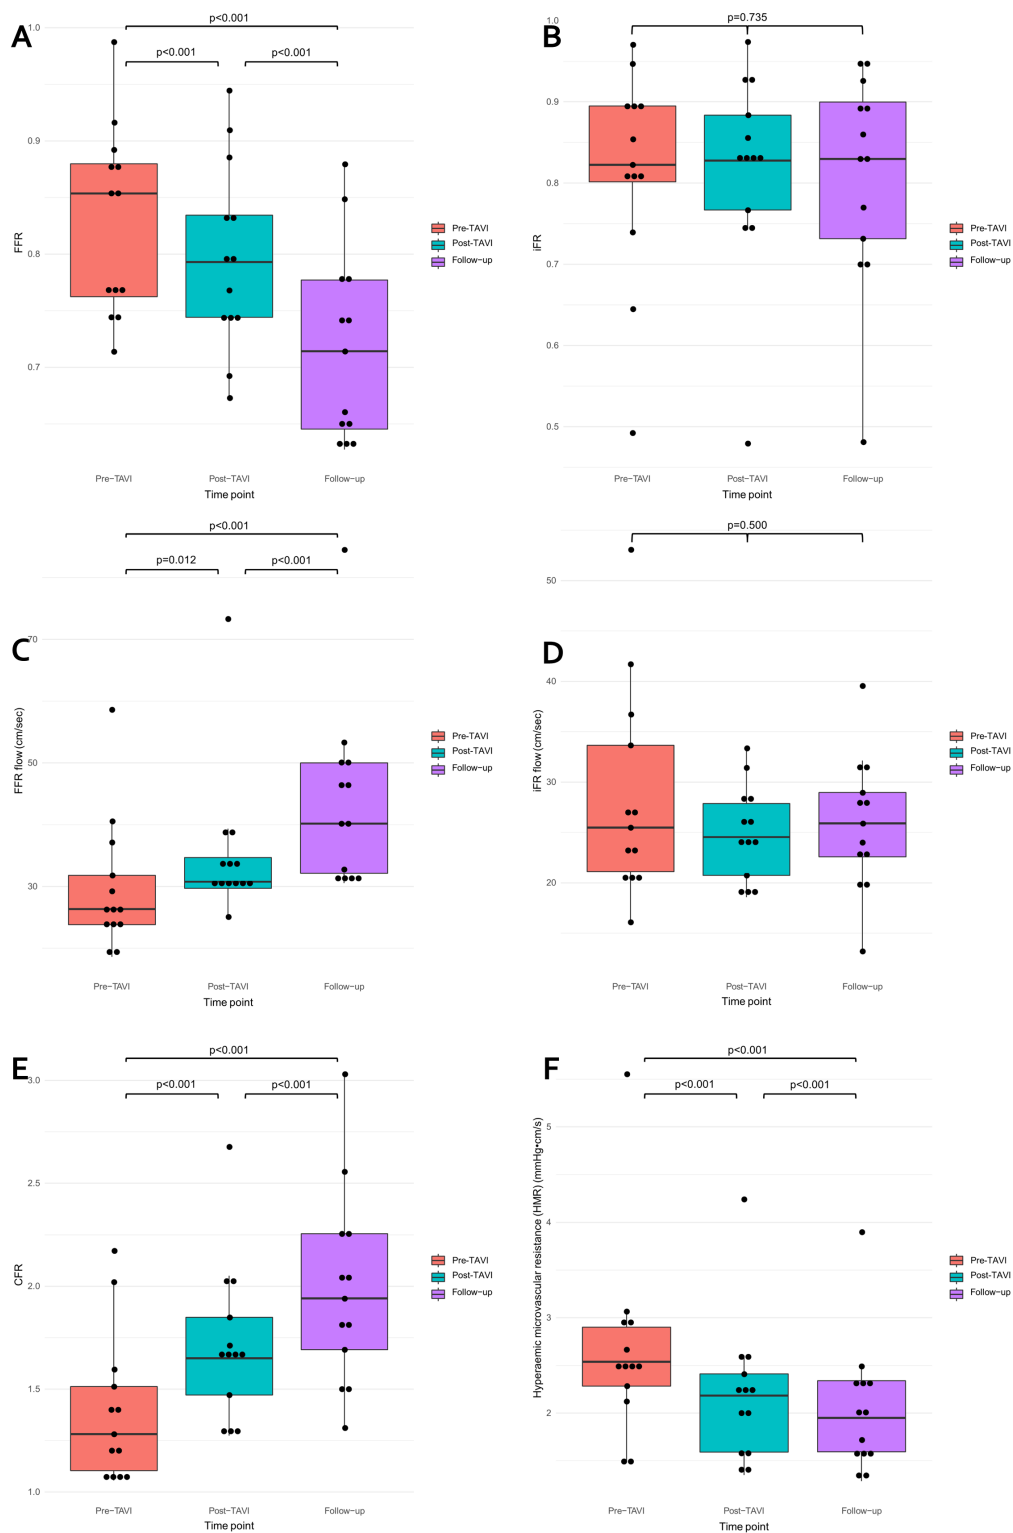 A
p<0.001
p<0.001
p<0.001
1.0
0.9
0.8
0.7
FFR
Pre−TAVI
Post−TAVI
Follow−up
Time point
Pre−TAVI
Post−TAVI
Follow−up
B
p=0.735
1.0
0.9
0.8
0.7
0.6
0.5
iFR
Pre−TAVI
Post−TAVI
Follow−up
Time point
Pre−TAVI
Post−TAVI
Follow−up
C
p<0.001
p=0.012
p<0.001
70
50
30
FFR flow (cm/sec)
Pre−TAVI
Post−TAVI
Follow−up
Time point
Pre−TAVI
Post−TAVI
Follow−up
D
p=0.500
50
40
30
20
iFR flow (cm/sec)
Pre−TAVI
Post−TAVI
Follow−up
Time point
Pre−TAVI
Post−TAVI
Follow−up
E
p<0.001
p<0.001
p<0.001
3.0
2.5
2.0
1.5
1.0
CFR
Pre−TAVI
Post−TAVI
Follow−up
Time point
Pre−TAVI
Post−TAVI
Follow−up
F
p<0.001
p<0.001
p<0.001
5
4
3
2
Hyperaemic microvascular resistance (HMR) (mmHg•cm/s)
Pre−TAVI
Post−TAVI
Follow−up
Time point
Pre−TAVI
Post−TAVI
Follow−up